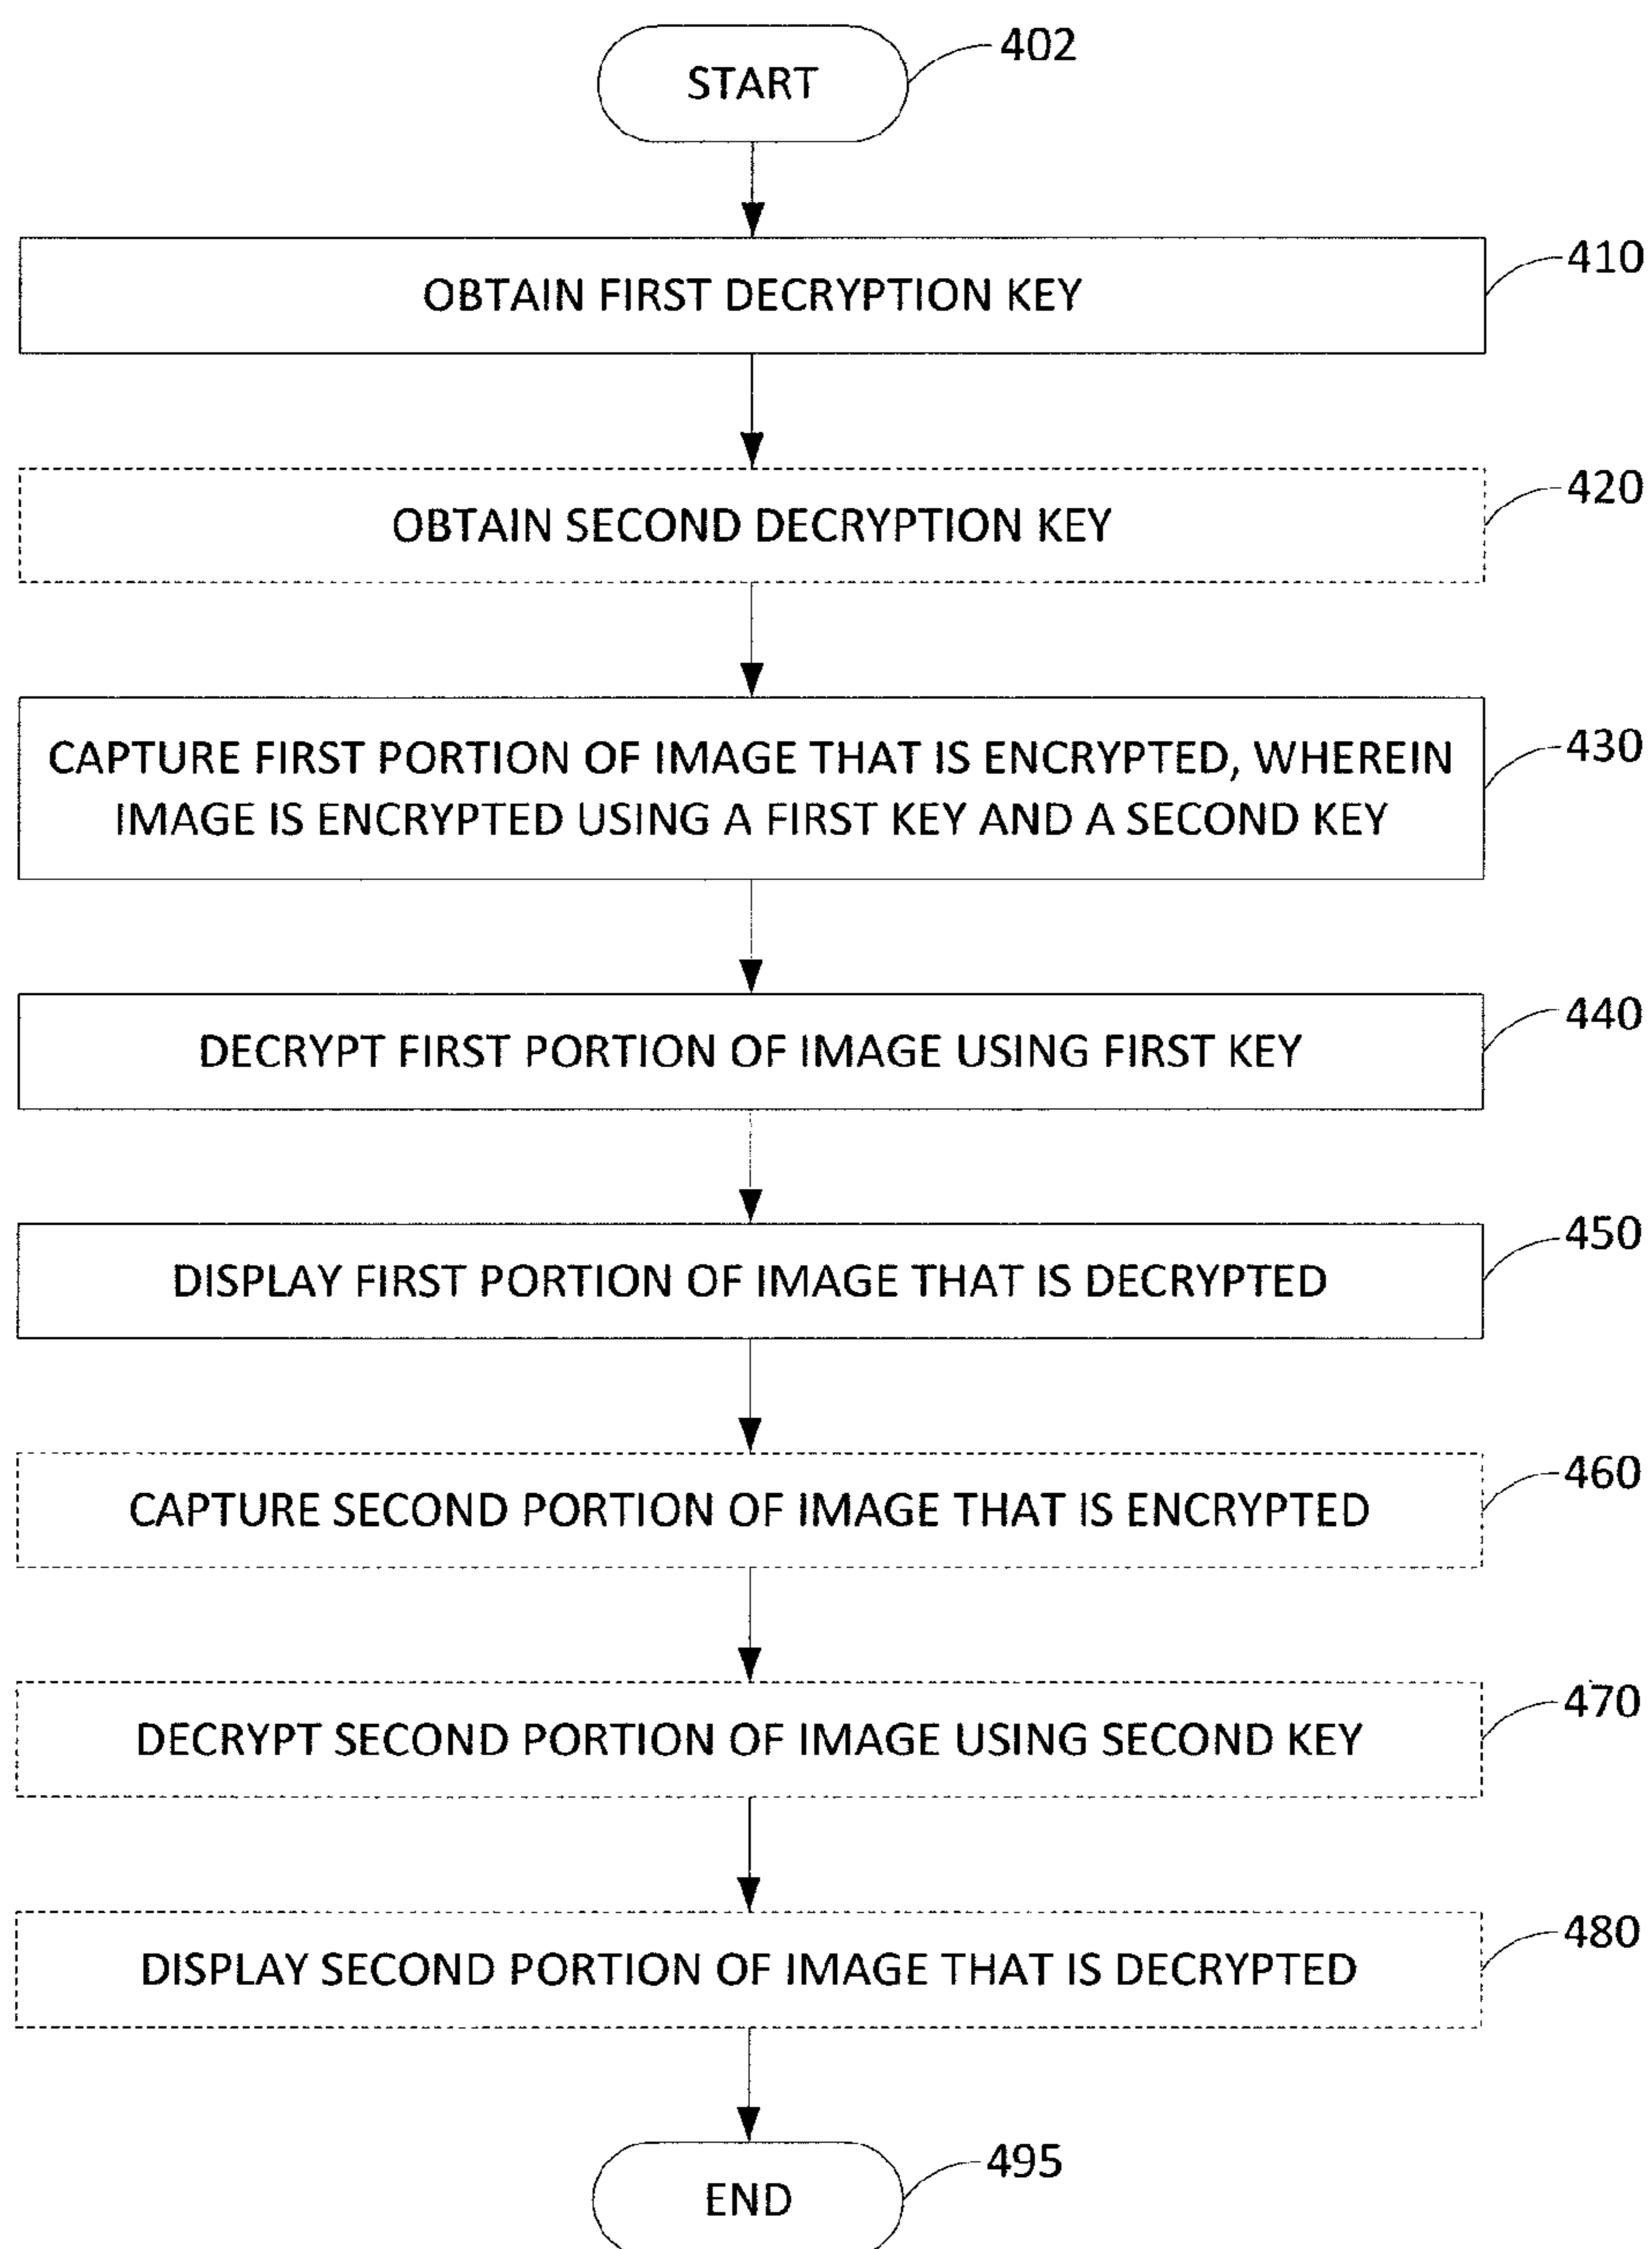 402
START
410
OBTAIN FIRST DECRYPTION KEY
420
OBTAIN SECOND DECRYPTION KEY
430
CAPTURE FIRST PORTION OF IMAGE THAT IS ENCRYPTED, WHEREIN
IMAGE IS ENCRYPTED USING A FIRST KEY AND A SECOND KEY
440
DECRYPT FIRST PORTION OF IMAGE USING FIRST KEY
450
DISPLAY FIRST PORTION OF IMAGE THAT IS DECRYPTED
460
CAPTURE SECOND PORTION OF IMAGE THAT IS ENCRYPTED
470
DECRYPT SECOND PORTION OF IMAGE USING SECOND KEY
480
DISPLAY SECOND PORTION OF IMAGE THAT IS DECRYPTED
495
END